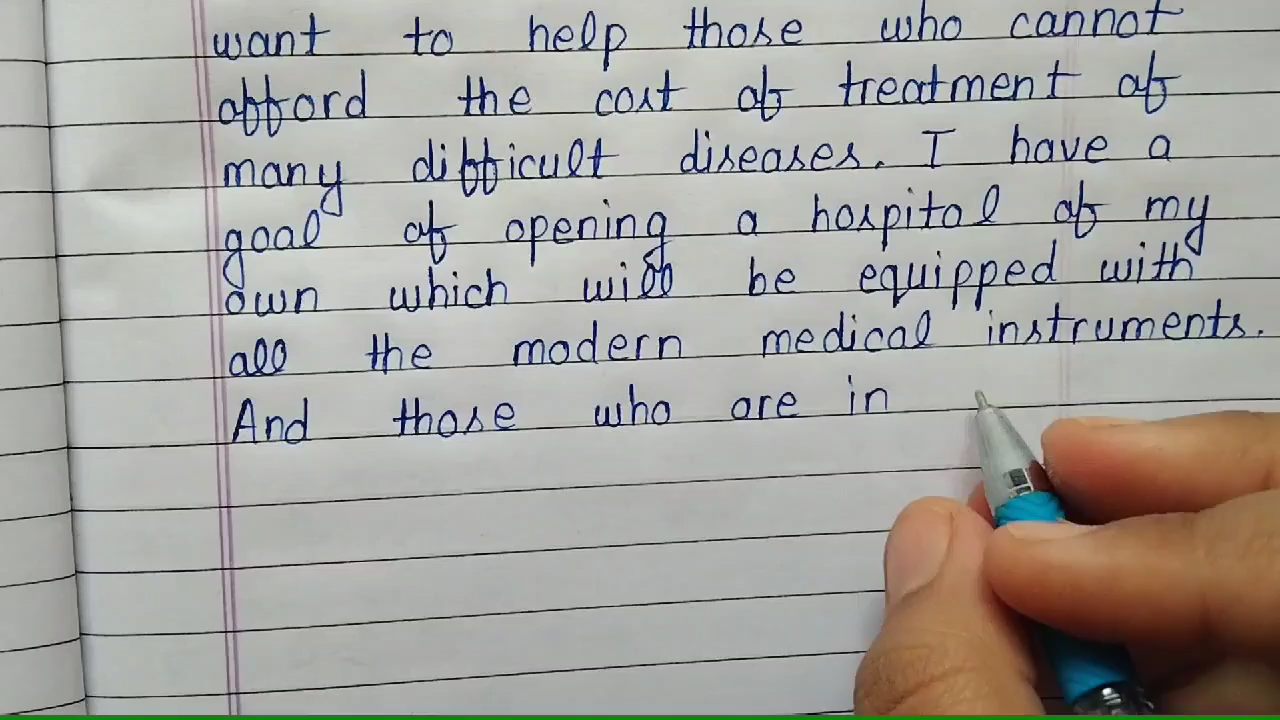 want to help those who cannot
afford the cost of treatment of
many difficult diseases. I have a
goal of opening a hospital of my
own which will be equipped with
all the modern medical instruments.
And those who are in